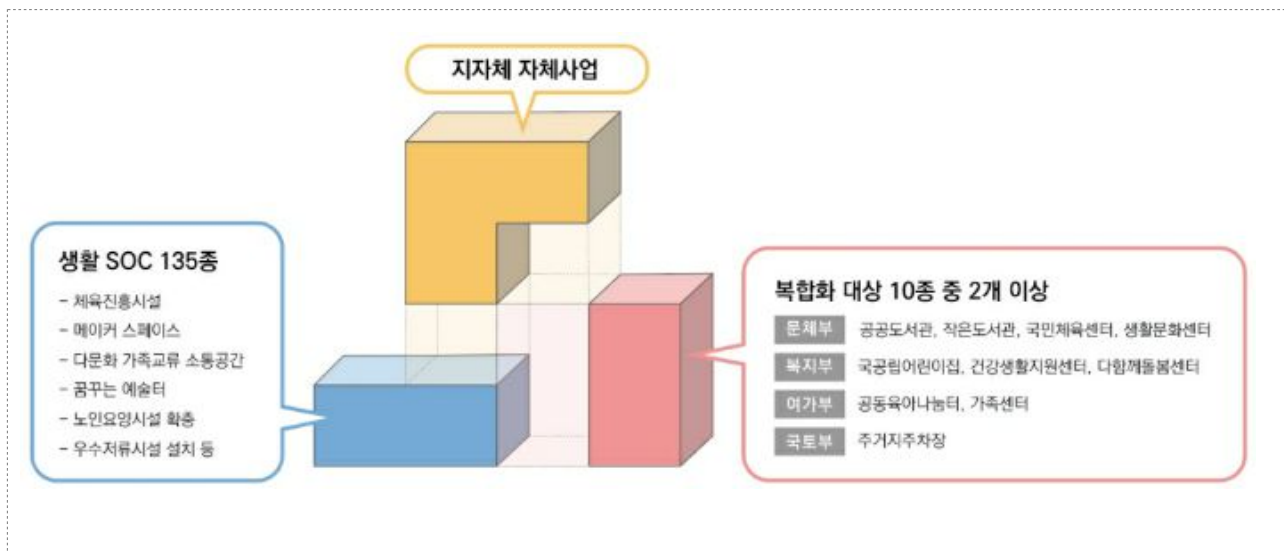 지자체 자체사업
생활 SOC 135종
- 체육진흥시설
- 메이커 스페이스
- 다문화 가족교류 소통공간
- 꿈꾸는 예술터
- 노인요양시설 확충
- 우수저류시설 설치 등
복합화 대상 10종 중 2개 이상
문체부 공공도서관, 작은도서관, 국민체육센터, 생활문화센터
복지부 국공립어린이집, 건강생활지원센터, 다함께돌봄센터
여가부 공동육아나눔터, 가족센터
국토부 주거지주차장